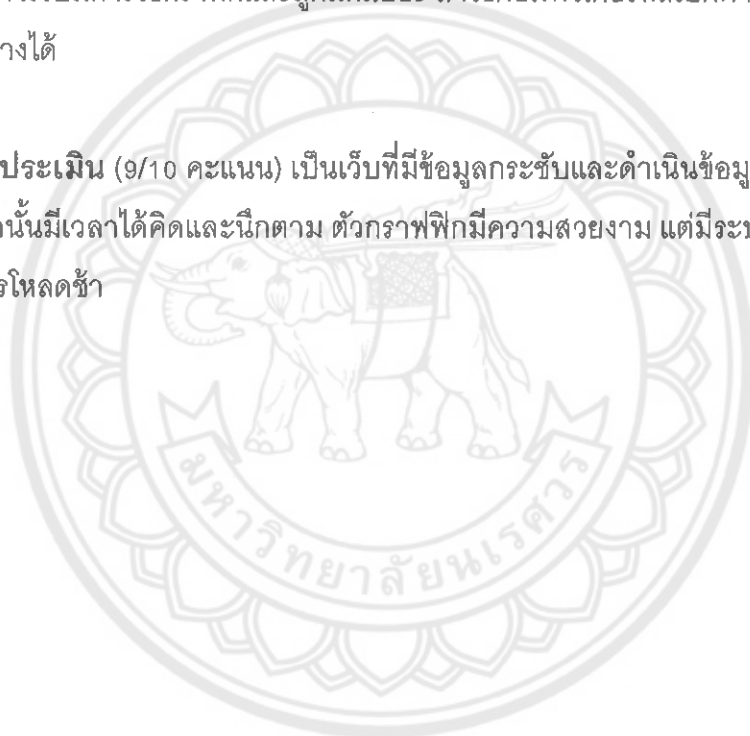 างได้
ประเมิน (9/10 คะแนน) เป็นเว็บที่มีข้อมูลกระชับและดำเนินข้อมู
นั้นมีเวลาได้คิดและนึกตาม ตัวกราฟฟิกมีความสวยงาม แต่มีระ
รโหลดช้า
มหาวิทยาลัยนเรศวร